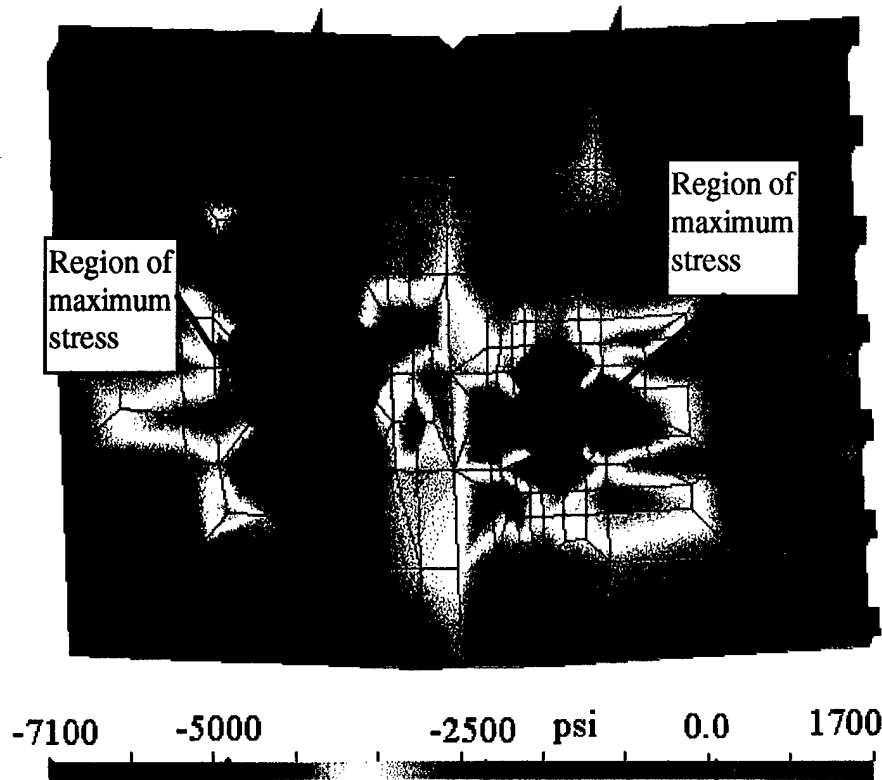 Region of
maximum
stress
Region of
maximum
stress
-7100 -5000 -2500 psi 0.0 1700